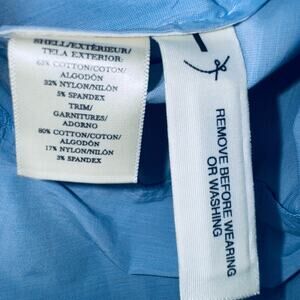 SHELL/EXTÉRIEUR/
TELA EXTERIOR:
63% COTTON/COTON/
ALGODÓN
32% NYLON/NILÓN
5% SPANDEX
TRIM/
GARNITURES/
ADORNO
80% COTTON/COTON/
ALGODÓN
17% NYLON/NILÓN
3% SPANDEX
REMOVE BEFORE WEARING
OR WASHING